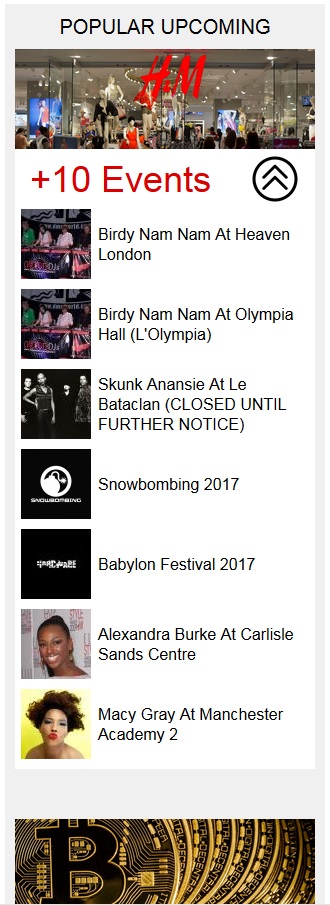 POPULAR UPCOMING
H&M
+10 Events
Birdy Nam Nam At Heaven
London
Birdy Nam Nam At Olympia
Hall (L'Olympia)
Skunk Anansie At Le
Bataclan (CLOSED UNTIL
FURTHER NOTICE)
SNOWBOMBING
Snowbombing 2017
HARDWARE
Babylon Festival 2017
Alexandra Burke At Carlisle
Sands Centre
Macy Gray At Manchester
Academy 2